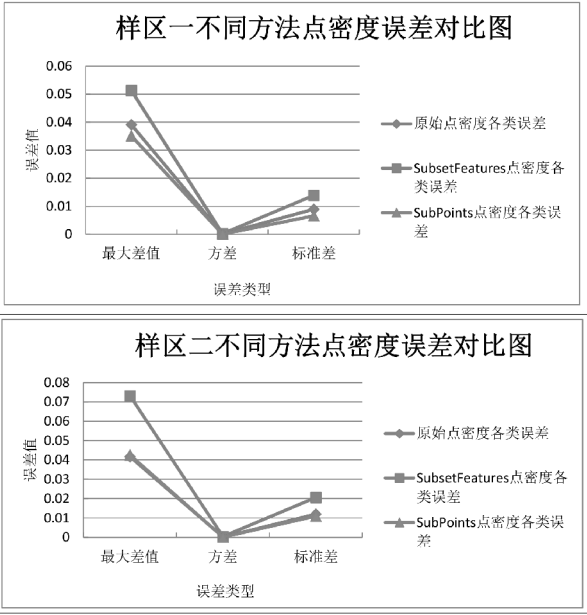 样区一不同方法点密度误差对比图
0.06
0.05
0.04
0.03
0.02
0.01
0
误差值
最大差值
方差
标准差
误差类型
原始点密度各类误差
SubsetFeatures点密度各
类误差
SubPoints点密度各类误
差
样区二不同方法点密度误差对比图
0.08
0.07
0.06
0.05
0.04
0.03
0.02
0.01
0
误差值
最大差值
方差
标准差
误差类型
原始点密度各类误差
SubsetFeatures点密度各
类误差
SubPoints点密度各类误
差